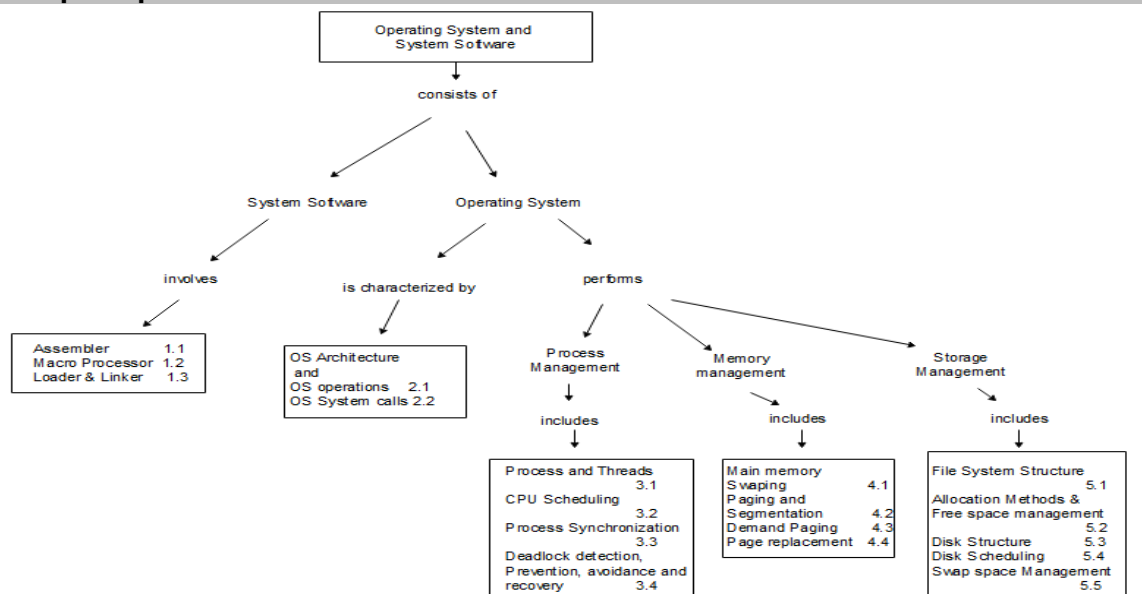 Operating System and
System Software
consists of
System Software
Operating System
involves
is characterized by
performs
Assembler 1.1
Macro Processor 1.2
Loader & Linker 1.3
OS Architecture
and
OS operations 2.1
OS System calls 2.2
Process
Management
Memory
management
Storage
Management
includes
includes
includes
Process and Threads
3.1
CPU Scheduling
3.2
Process Synchronization
3.3
Deadlock detection,
Prevention, avoidance and
recovery 3.4
Main memory
Swaping 4.1
Paging and
Segmentation 4.2
Demand Paging 4.3
Page replacement 4.4
File System Structure
5.1
Allocation Methods &
Free space management
5.2
Disk Structure 5.3
Disk Scheduling 5.4
Swap space Management
5.5